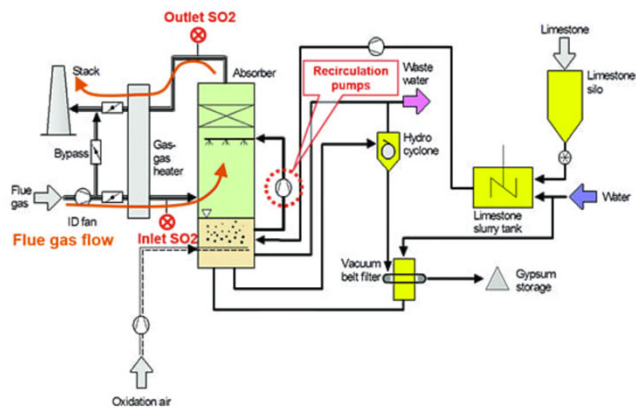 Outlet SO2
Stack
Absorber
Recirculation
pumps
Waste
water
Limestone
Limestone
silo
Bypass
Gas-
gas
heater
Hydro
cyclone
Flue
gas
ID fan
Water
Limestone
slurry tank
Flue gas flow
Inlet SO2
Vacuum
belt filter
Gypsum
storage
Oxidation air